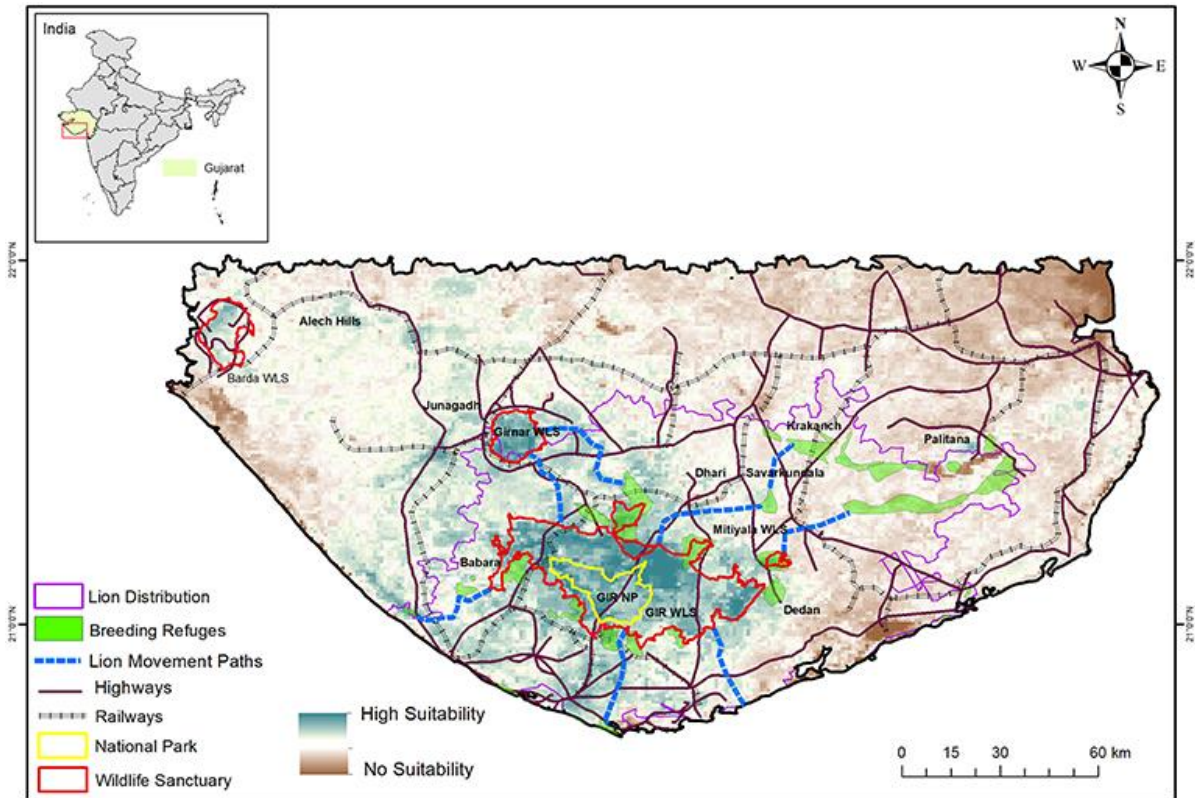 India
Gujarat
N
W
E
S
22°0'0"N
22°0'0"N
Alech Hills
Barda WLS
Junagadh
Girnar WLS
Krakanch
Palitana
Dhari
Savarkundala
Mitiyala WLS
Babara
GIR NP
GIR WLS
Dedan
21°0'0"N
21°0'0"N
Lion Distribution
Breeding Refuges
Lion Movement Paths
Highways
Railways
National Park
Wildlife Sanctuary
High Suitability
No Suitability
0 15 30 60 km